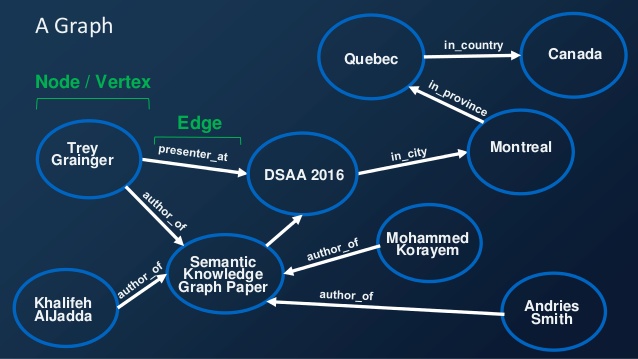 A Graph
Node / Vertex
Edge
Quebec
in_country
Canada
in_province
Trey
Grainger
presenter_at
DSAA 2016
in_city
Montreal
author_of
Semantic
Knowledge
Graph Paper
author_of
Mohammed
Korayem
Khalifeh
AlJadda
author_of
author_of
Andries
Smith